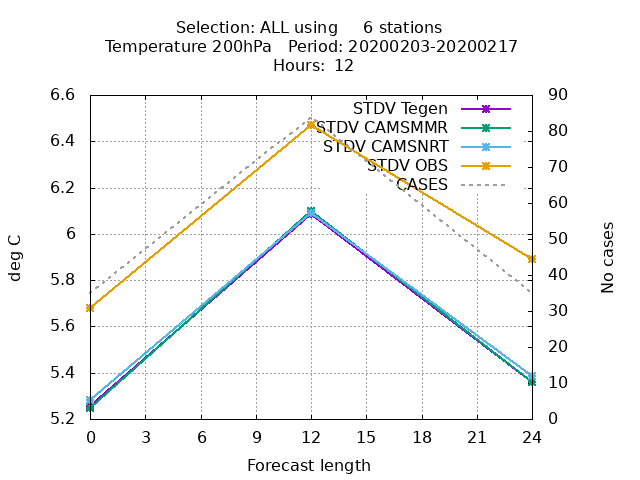 Selection: ALL using     6 stations
Temperature 200hPa   Period: 20200203-20200217
Hours: 12
6.6
6.4
6.2
6
5.8
5.6
5.4
5.2
deg C
STDV Tegen
STDV CAMSMMR
STDV CAMSNRT
STDV OBS
CASES
90
80
70
60
50
40
30
20
10
0
No cases
0 3 6 9 12 15 18 21 24
Forecast length